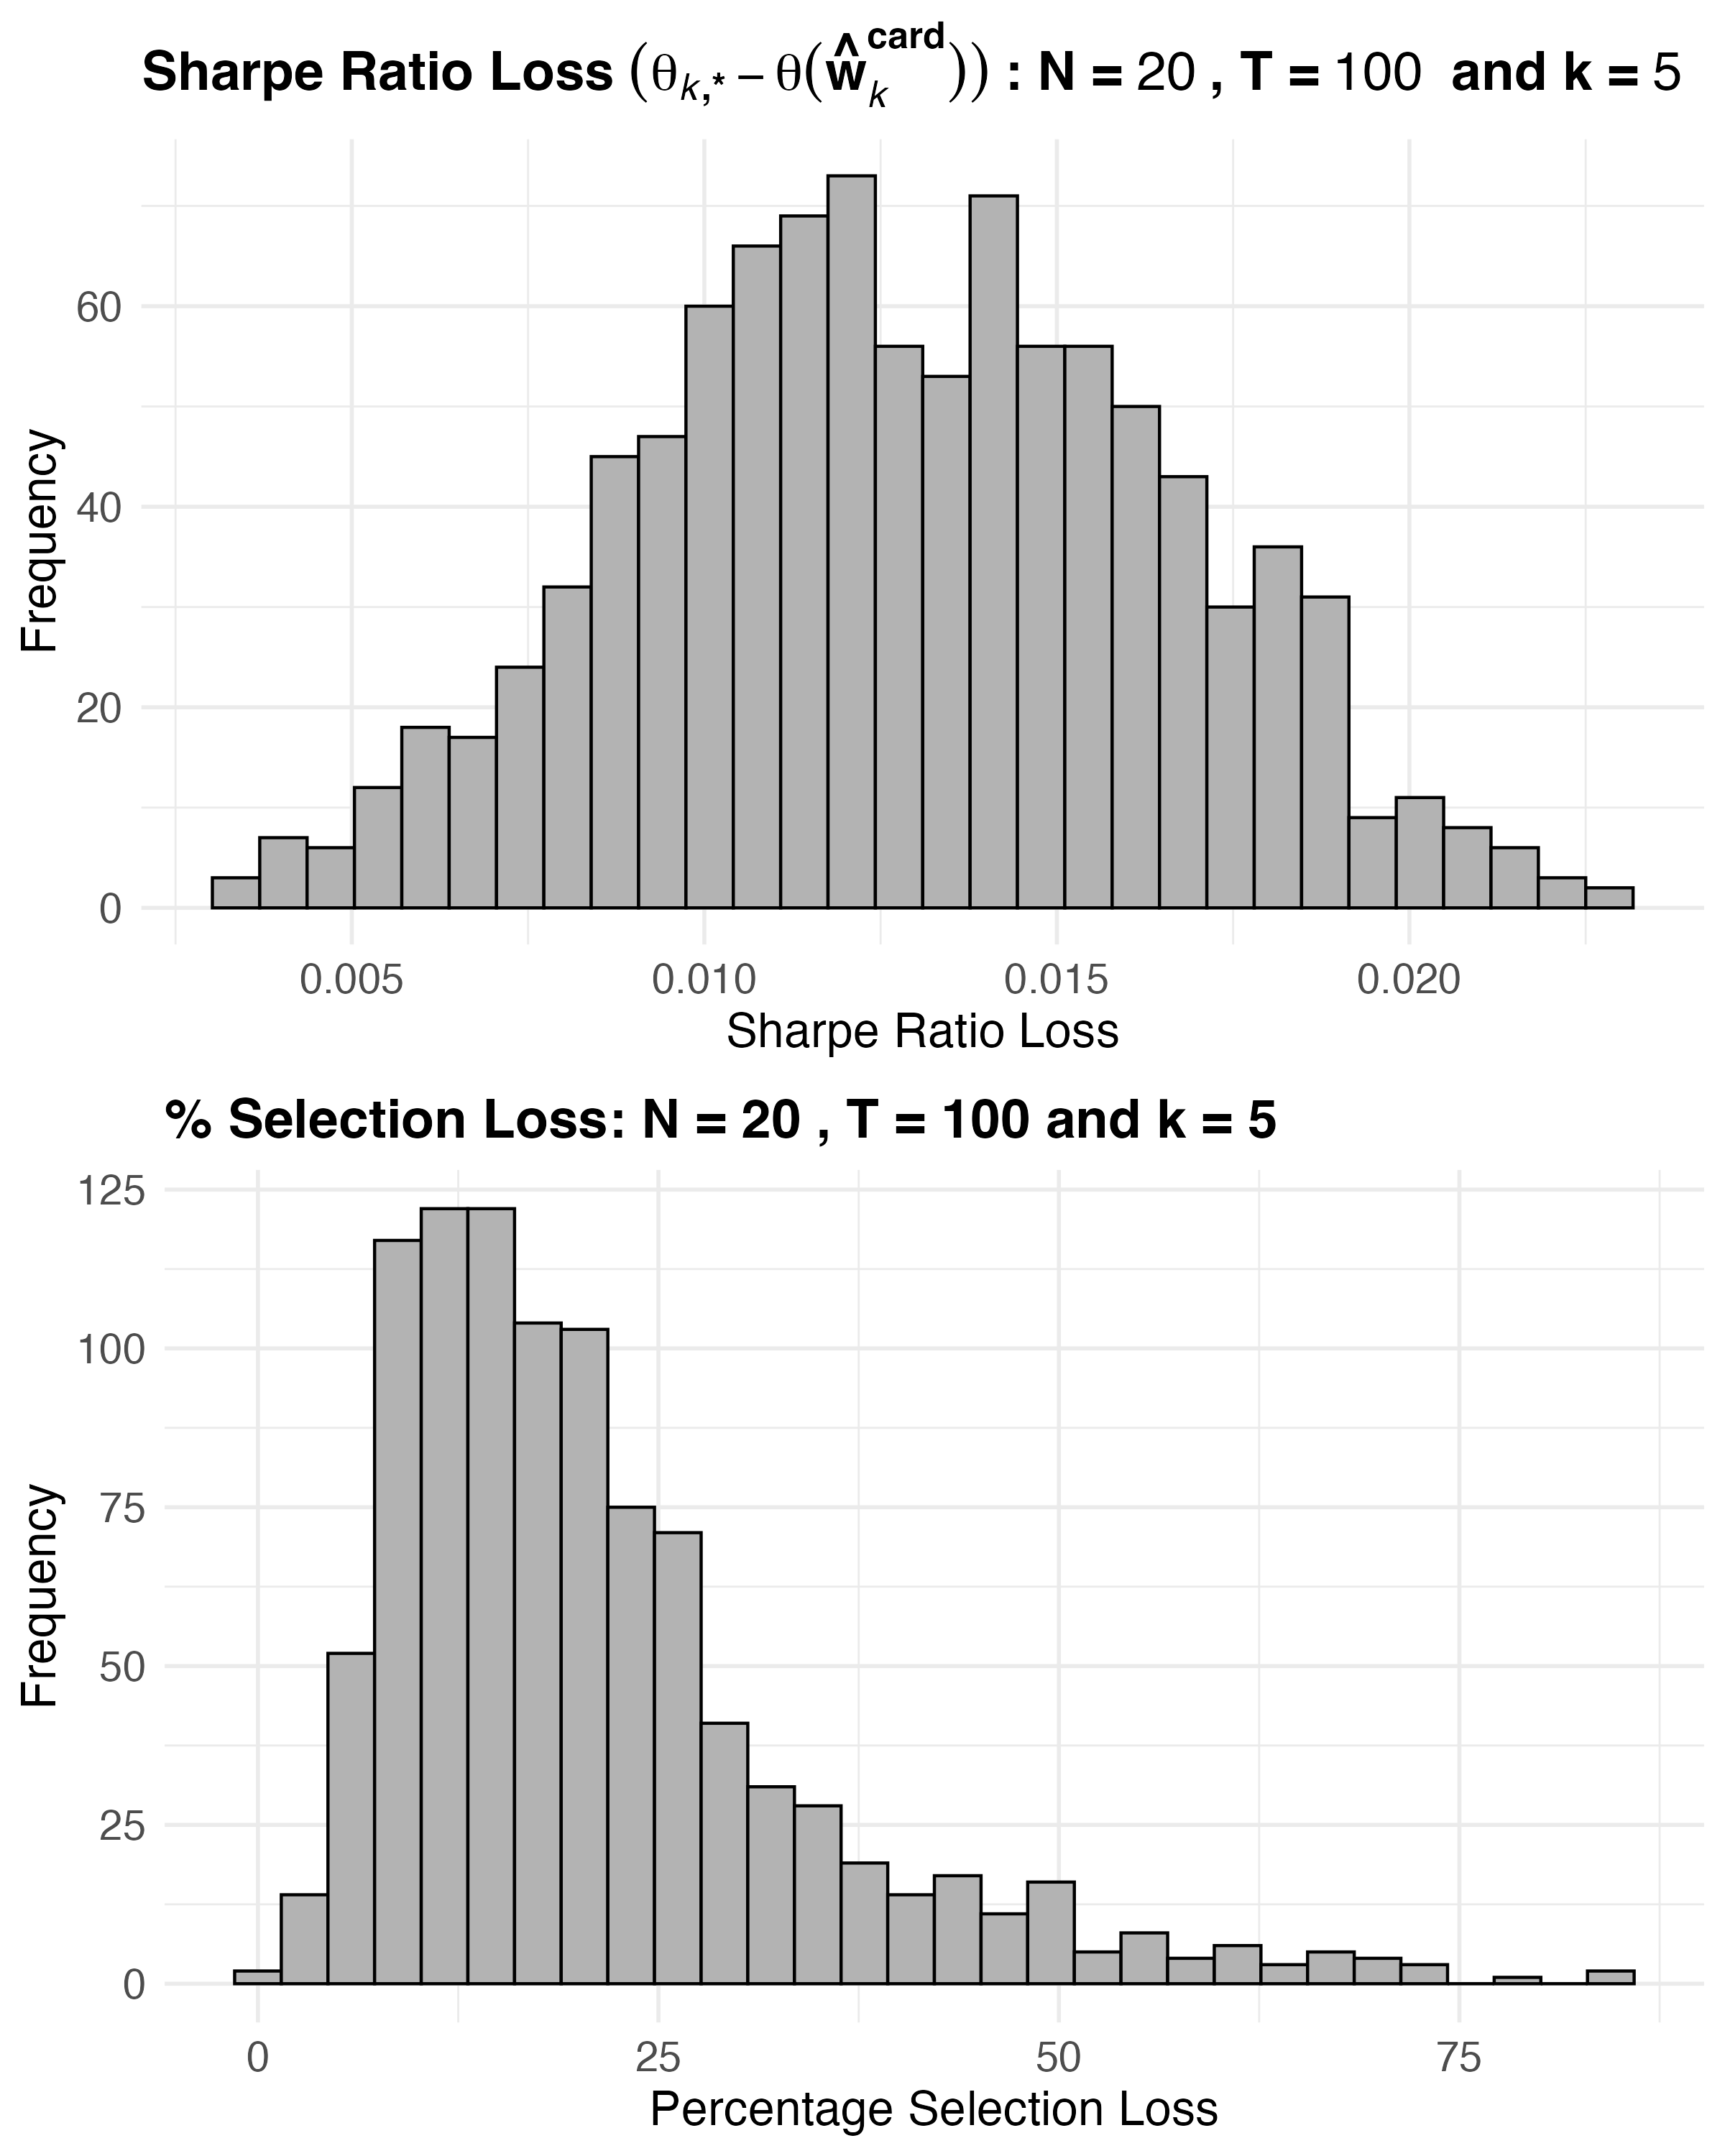 Sharpe Ratio Loss (θk,* − θ(ŵk^card)) : N = 20 , T = 100 and k = 5
60
40
20
0
Frequency
0.005 0.010 0.015 0.020
Sharpe Ratio Loss
% Selection Loss: N = 20 , T = 100 and k = 5
125
100
75
50
25
0
Frequency
0 25 50 75
Percentage Selection Loss